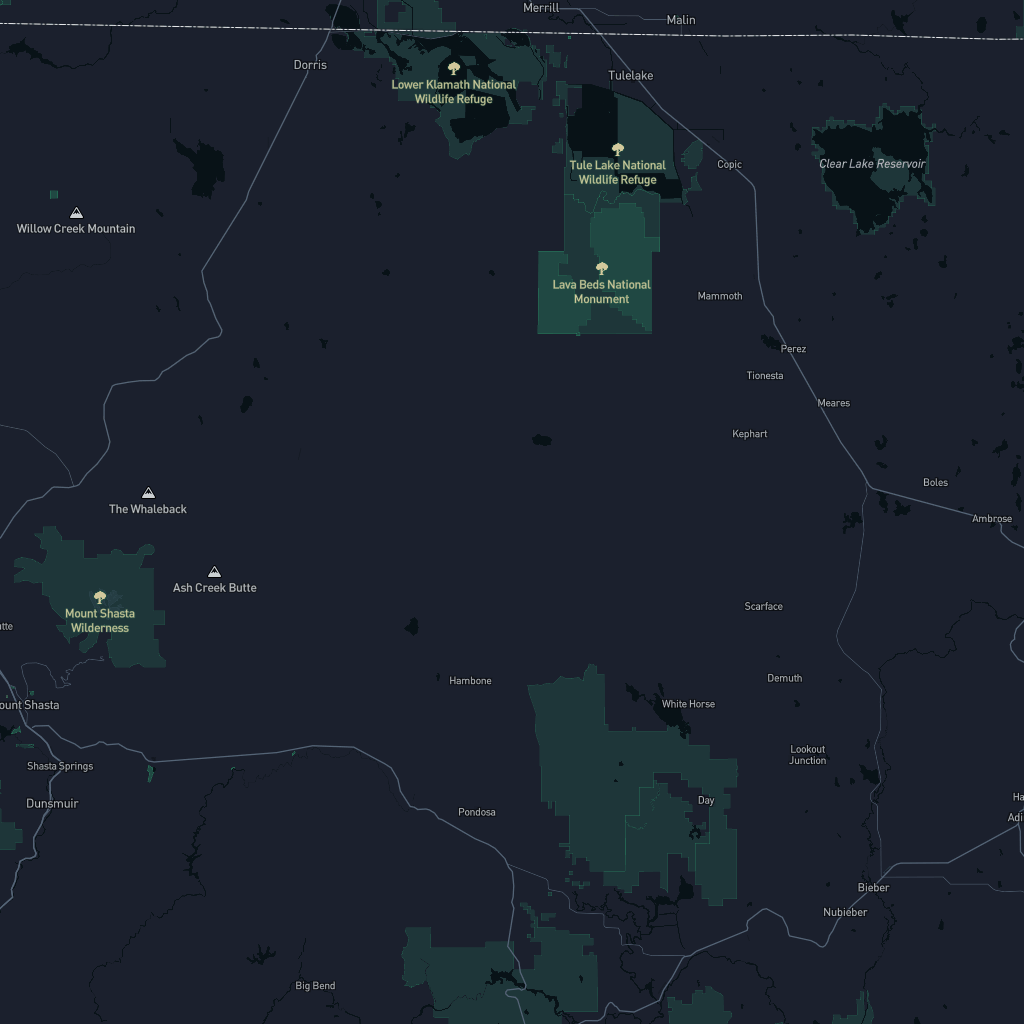 Merrill
Malin
Dorris
Tulelake
Lower Klamath National
Wildlife Refuge
Tule Lake National
Wildlife Refuge
Copic
Clear Lake Reservoir
Willow Creek Mountain
Lava Beds National
Monument
Mammoth
Perez
Tionesta
Meares
Kephart
Boles
The Whaleback
Ambrose
Ash Creek Butte
Mount Shasta
Wilderness
Scarface
utte
Hambone
Demuth
ount Shasta
White Horse
Lookout
Junction
Shasta Springs
Dunsmuir
Pondosa
Day
Ha
Adi
Bieber
Nubieber
Big Bend